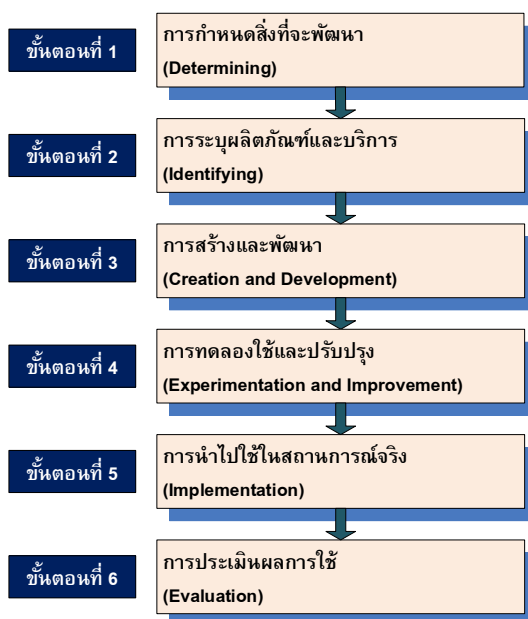 ขั้นตอนที่ 1
การกำหนดสิ่งที่จะพัฒนา
(Determining)
ขั้นตอนที่ 2
การระบุผลิตภัณฑ์และบริการ
(Identifying)
ขั้นตอนที่ 3
การสร้างและพัฒนา
(Creation and Development)
ขั้นตอนที่ 4
การทดลองใช้และปรับปรุง
(Experimentation and Improvement)
ขั้นตอนที่ 5
การนำไปใช้ในสถานการณ์จริง
(Implementation)
ขั้นตอนที่ 6
การประเมินผลการใช้
(Evaluation)